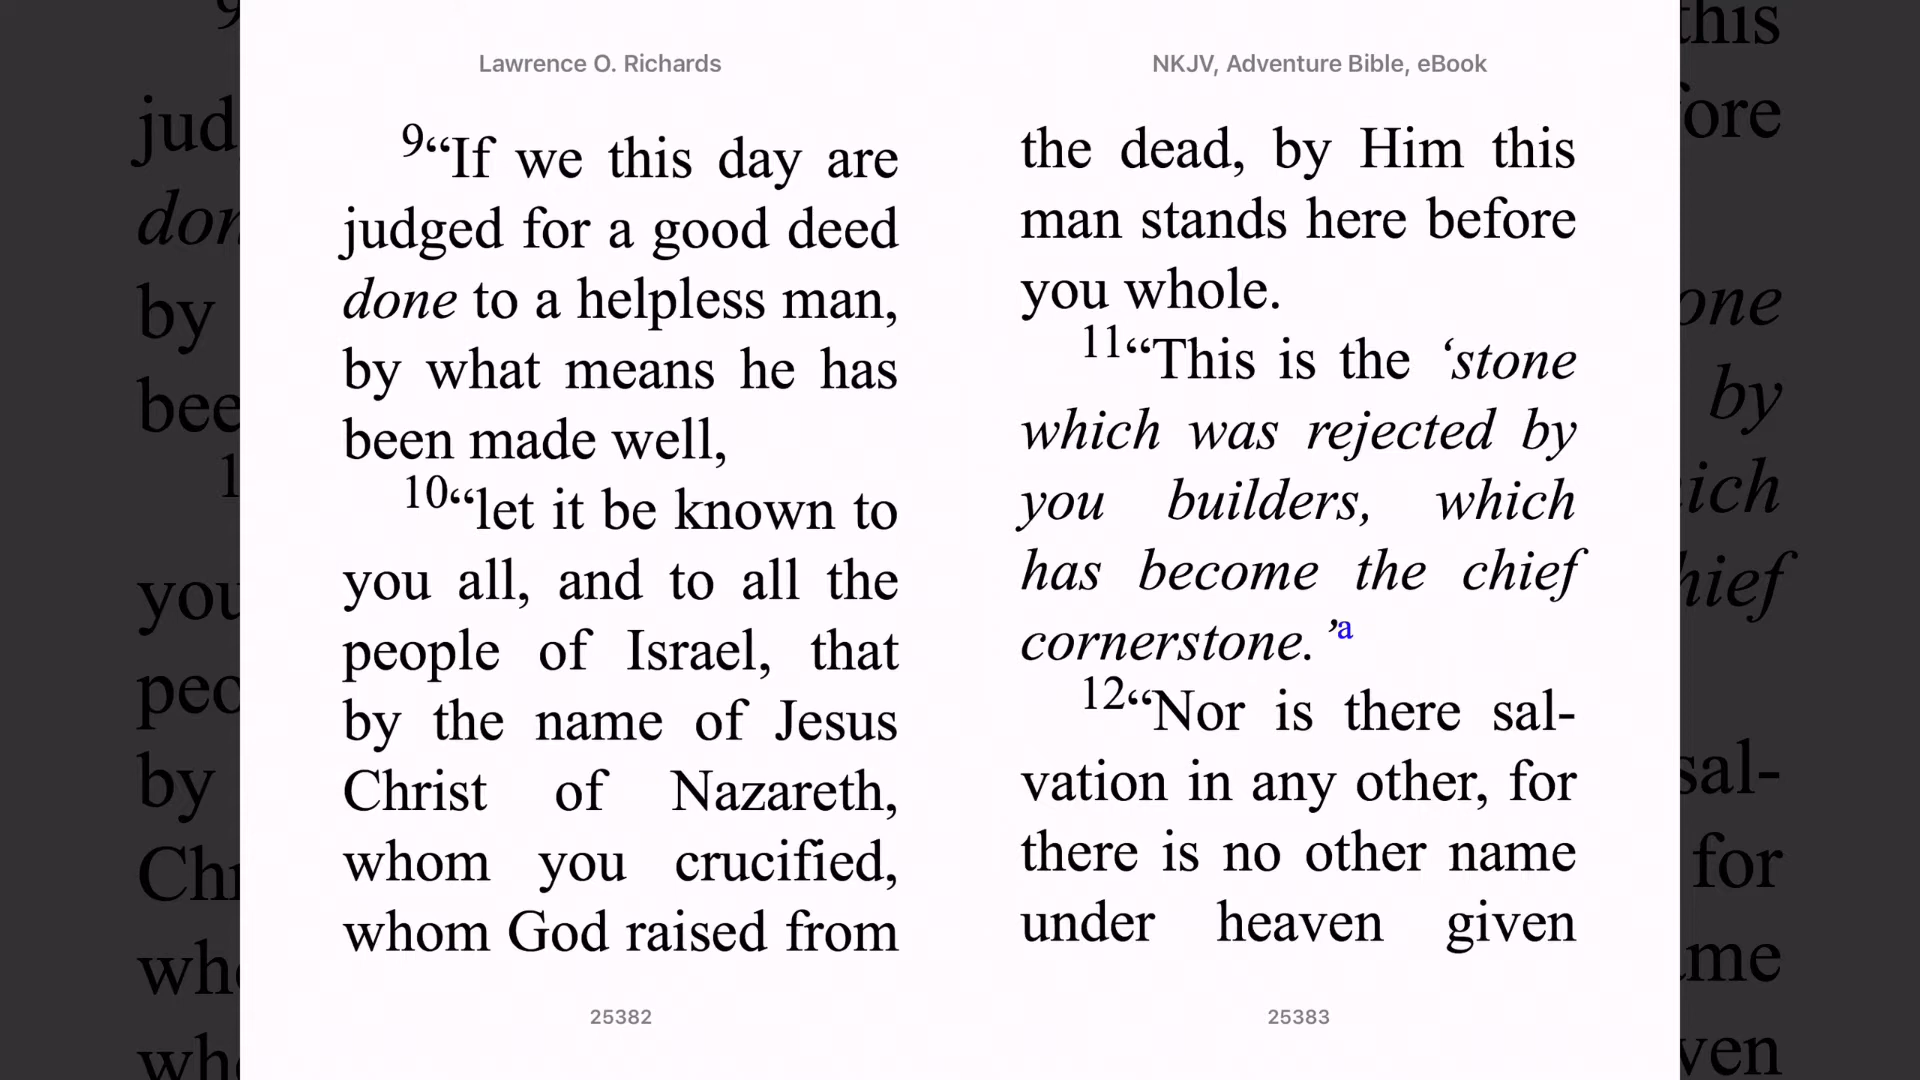 Lawrence O. Richards
9“If we this day are
judged for a good deed
done to a helpless man,
by what means he has
been made well,
10“let it be known to
you all, and to all the
people of Israel, that
by the name of Jesus
Christ of Nazareth,
whom you crucified,
whom God raised from
25382
NKJV, Adventure Bible, eBook
the dead, by Him this
man stands here before
you whole.
11“This is the ‘stone
which was rejected by
you builders, which
has become the chief
cornerstone.’a
12“Nor is there sal-
vation in any other, for
there is no other name
under heaven given
25383